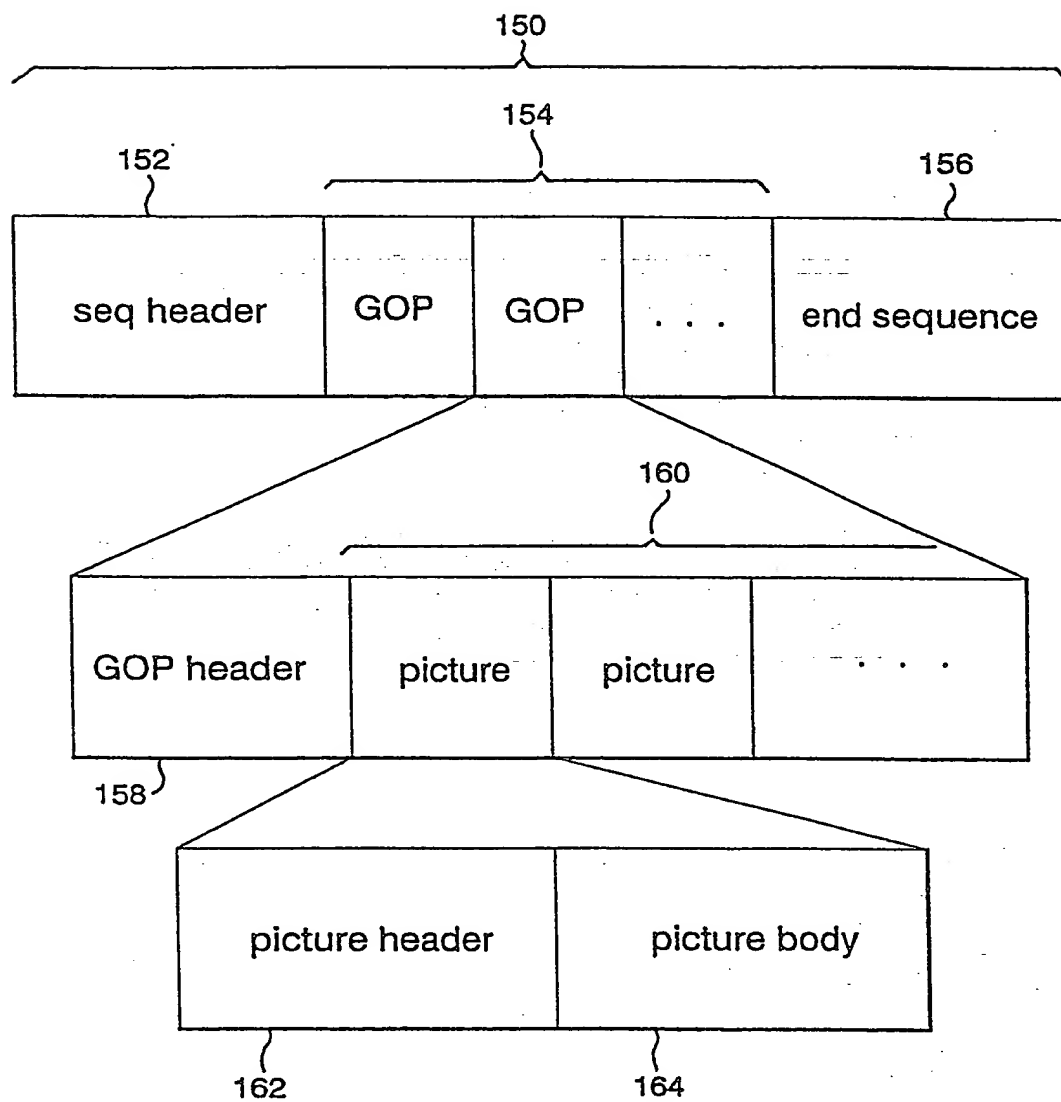 150
154
152
156
seq header
GOP
GOP
. . .
end sequence
160
GOP header
picture
picture
. . .
158
picture header
picture body
162
164